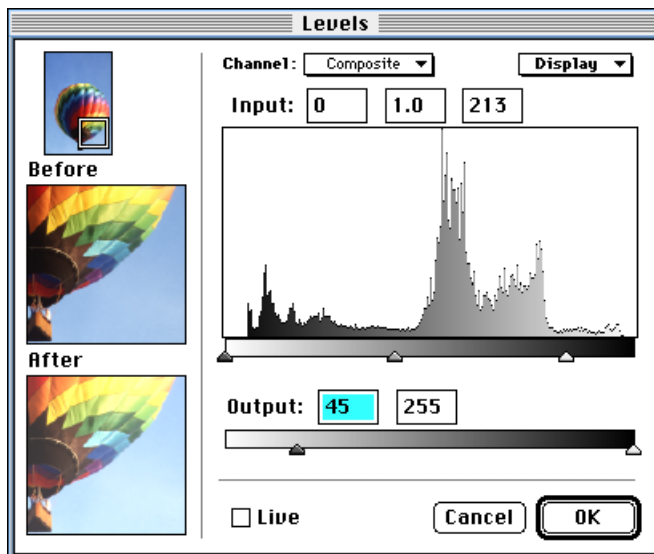 Levels
Channel: Composite Display
Input: 0 1.0 213
Before
After
Output: 45 255
Live Cancel OK